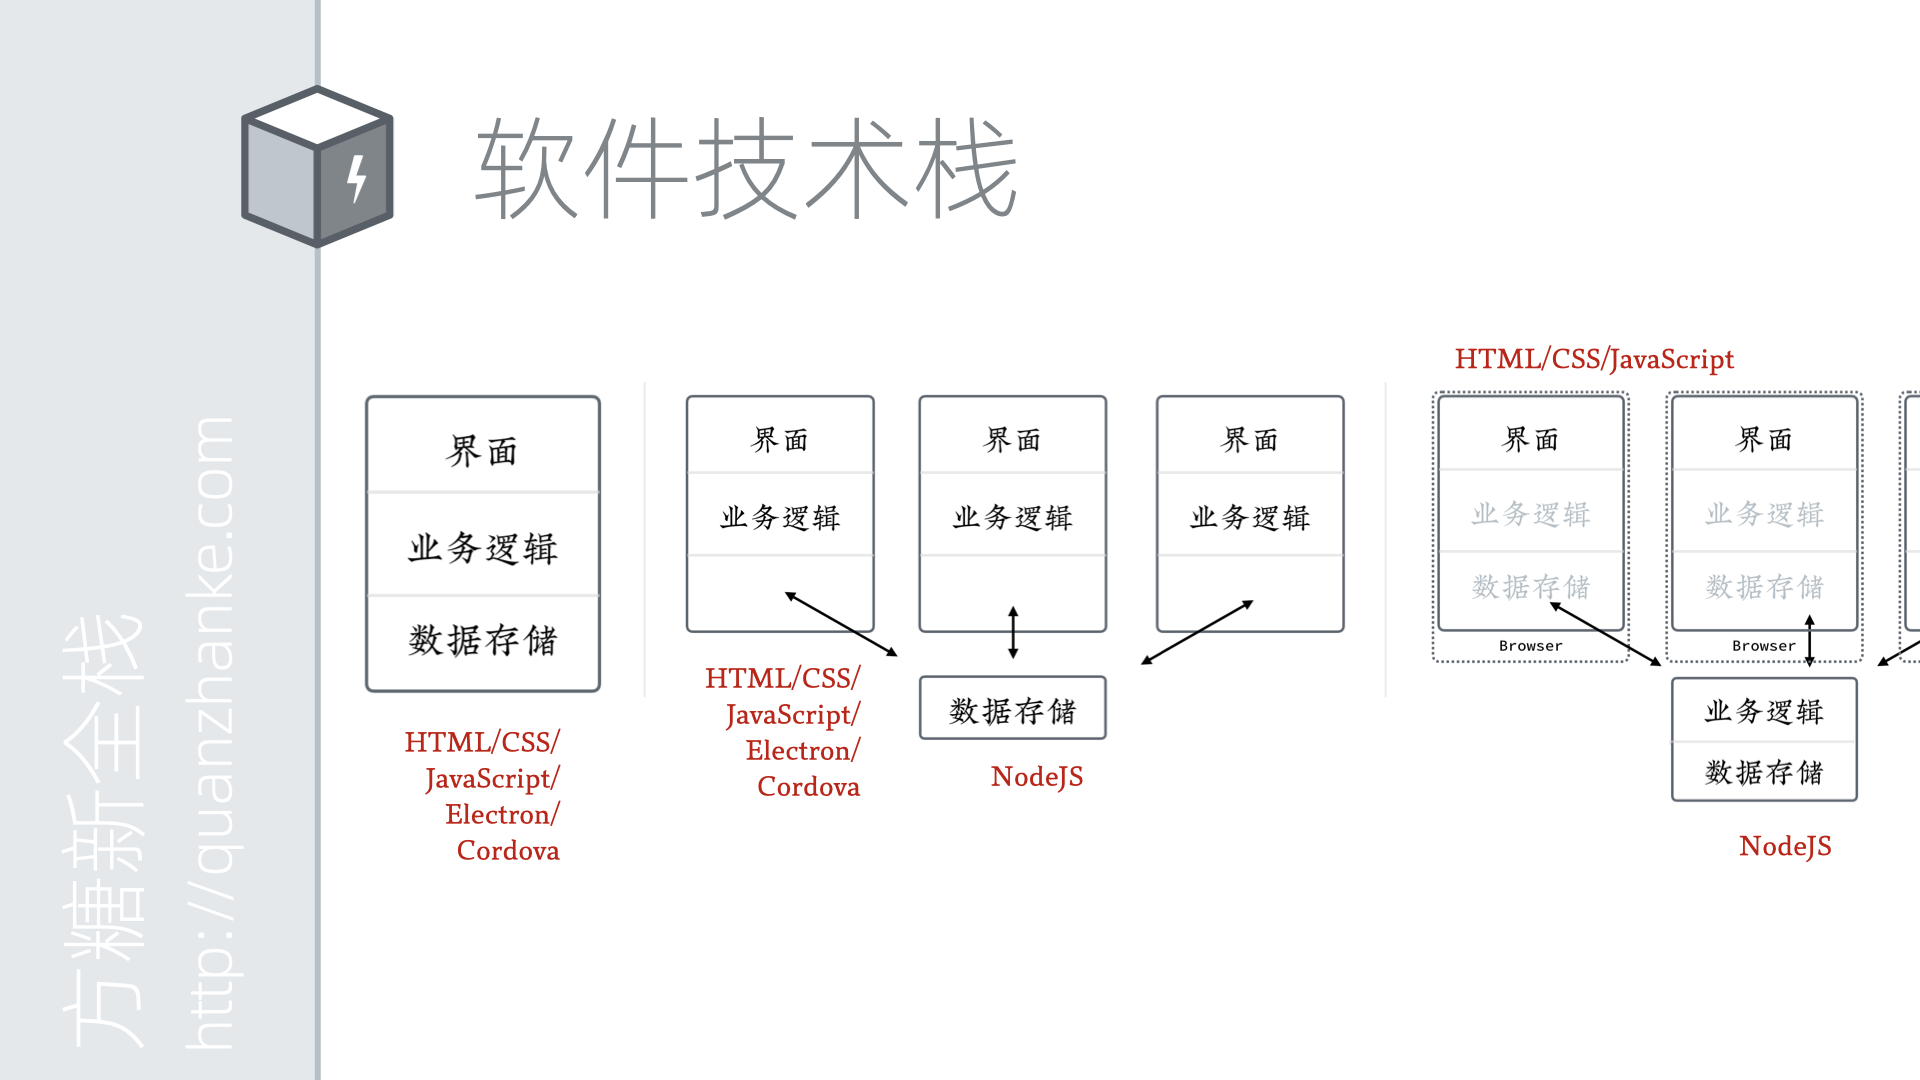 软件技术栈
界面
业务逻辑
数据存储
HTML/CSS/
JavaScript/
Electron/
Cordova
界面
业务逻辑
界面
业务逻辑
界面
业务逻辑
数据存储
HTML/CSS/
JavaScript/
Electron/
Cordova
NodeJS
HTML/CSS/JavaScript
界面
业务逻辑
数据存储
Browser
界面
业务逻辑
数据存储
Browser
业务逻辑
数据存储
NodeJS
方糖新全栈
http://quanzhanke.com